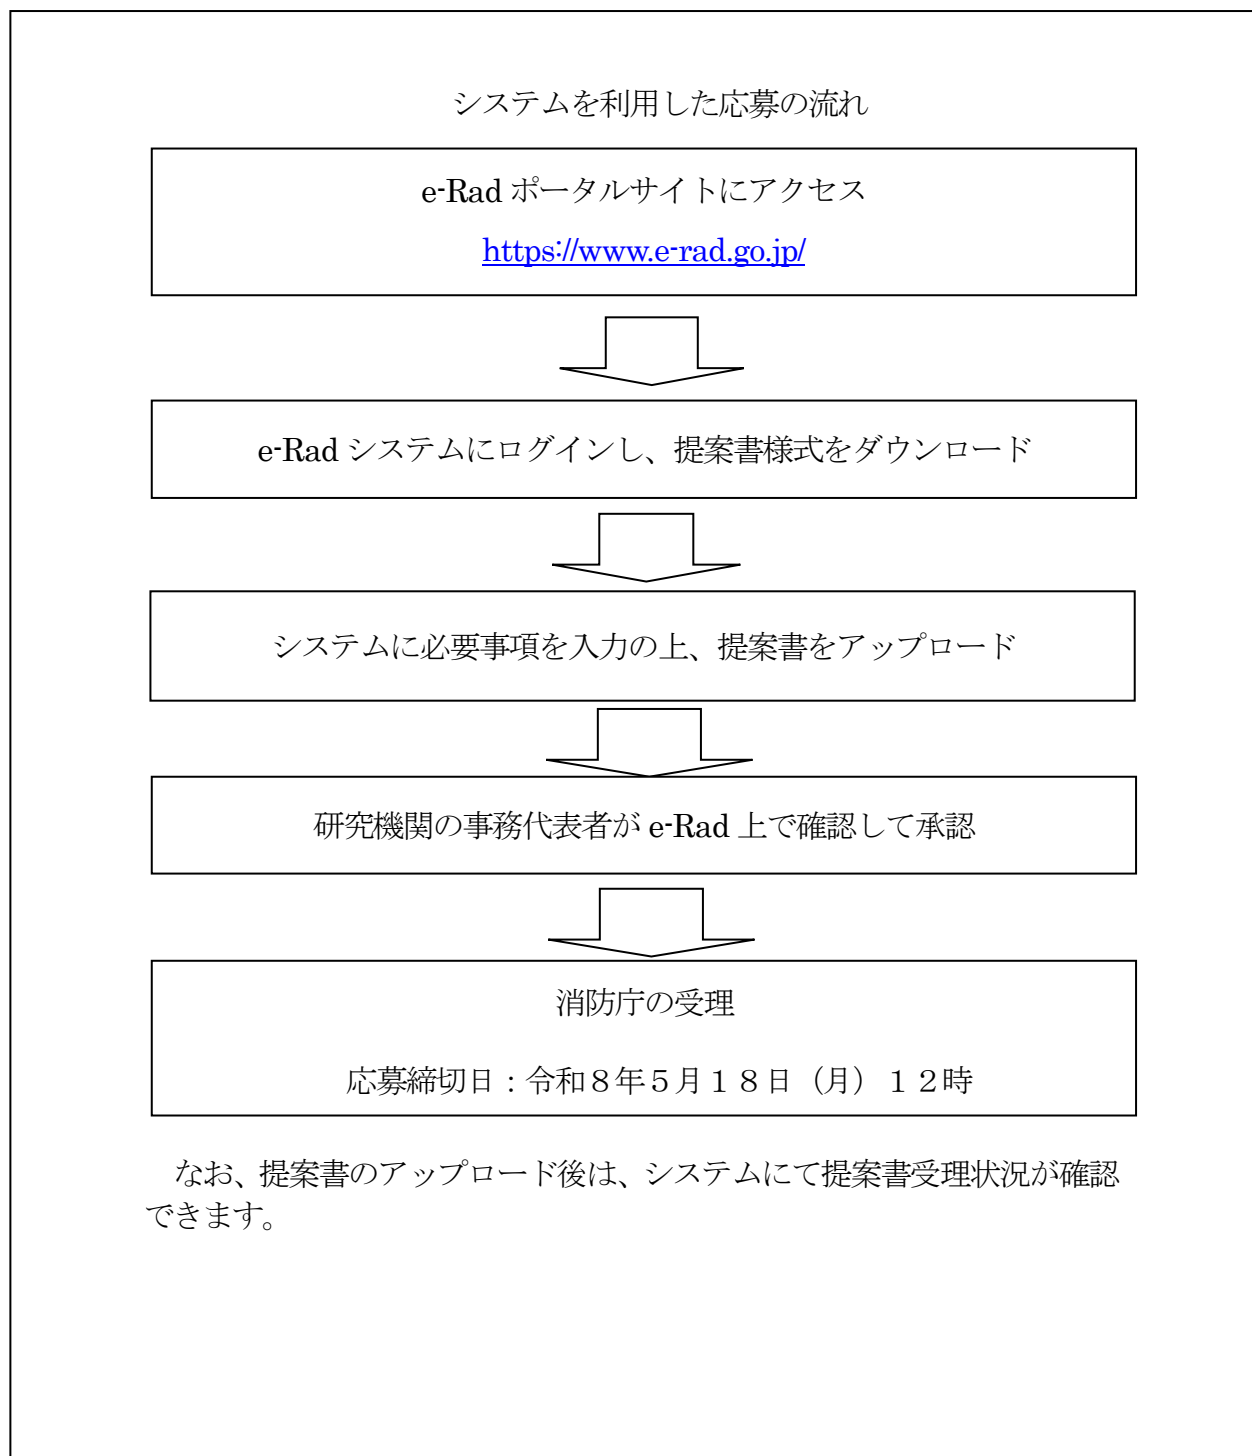 システムを利用した応募の流れ
e-Rad ポータルサイトにアクセス
https://www.e-rad.go.jp/
e-Rad システムにログインし、提案書様式をダウンロード
システムに必要事項を入力の上、提案書をアップロード
研究機関の事務代表者が e-Rad 上で確認して承認
消防庁の受理
応募締切日：令和８年５月１８日（月）１２時
なお、提案書のアップロード後は、システムにて提案書受理状況が確認
できます。